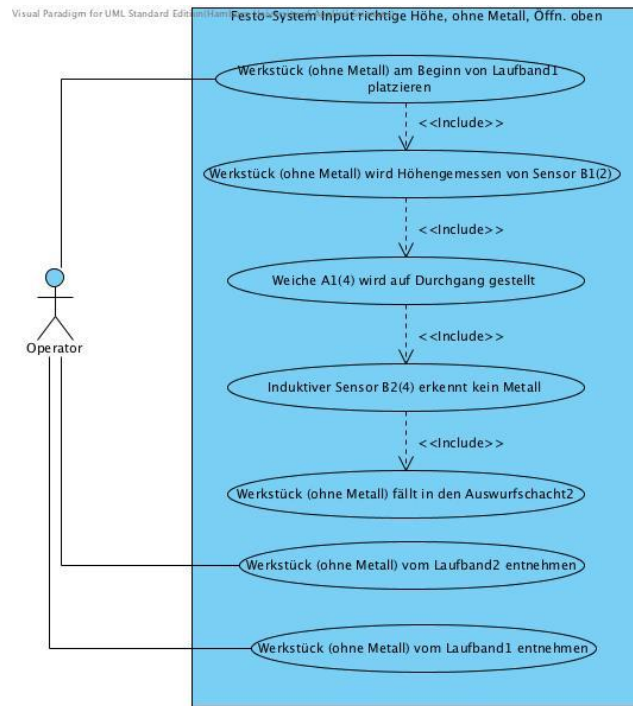 Visual Paradigm for UML Standard Edition(Ham
Festo-System Input richtige Höhe, ohne Metall, Öffn. oben
Werkstück (ohne Metall) am Beginn von Laufband1
platzieren
<<Include>>
Werkstück (ohne Metall) wird Höhengemessen von Sensor B1(2)
<<Include>>
Weiche A1(4) wird auf Durchgang gestellt
Operator
<<Include>>
Induktiver Sensor B2(4) erkennt kein Metall
<<Include>>
Werkstück (ohne Metall) fällt in den Auswurfschacht2
Werkstück (ohne Metall) vom Laufband2 entnehmen
Werkstück (ohne Metall) vom Laufband1 entnehmen